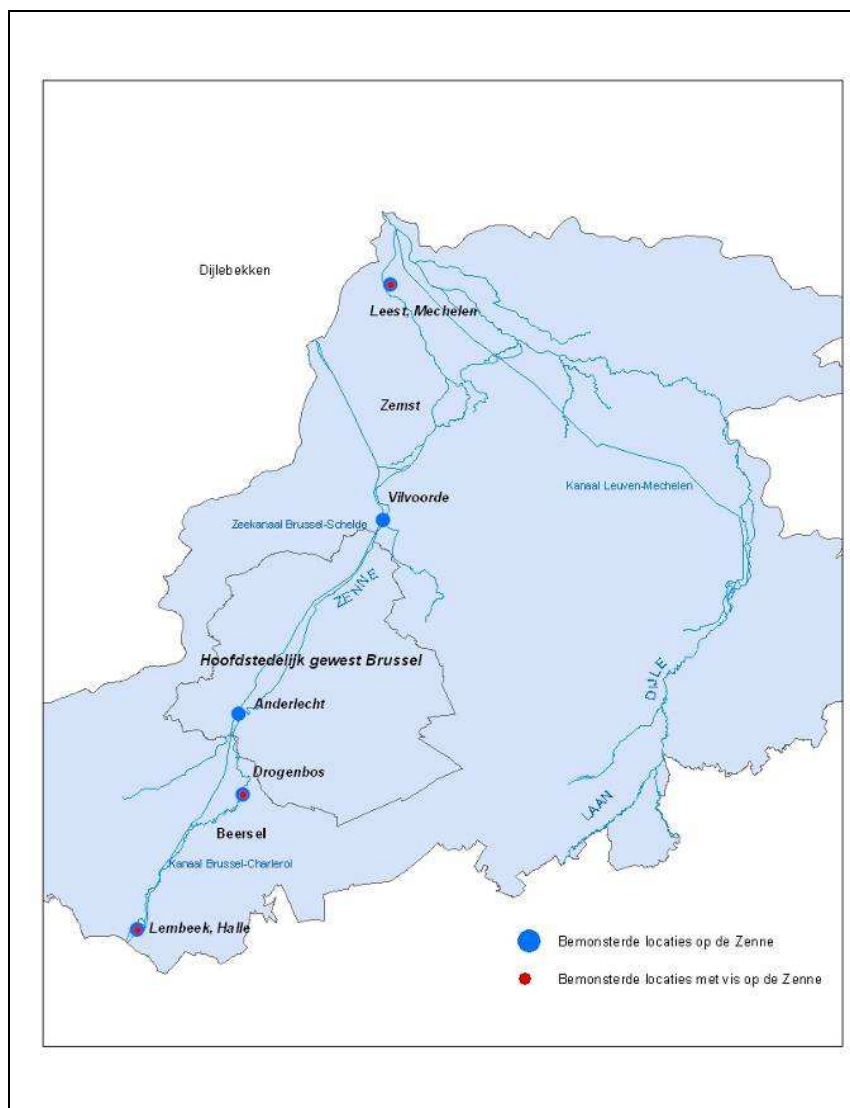 Dijlebekken
Leest, Mechelen
Zemst
Vilvoorde
Kanaal Leuven-Mechelen
Zeekanaal Brussel-Schelde
ZENNE
Hoofdstedelijk gewest Brussel
DIJLE
Anderlecht
Drogenbos
LAAN
Beersel
Kanaal Brussel-Charleroi
Lembeek, Halle
Bemonsterde locaties op de Zenne
Bemonsterde locaties met vis op de Zenne